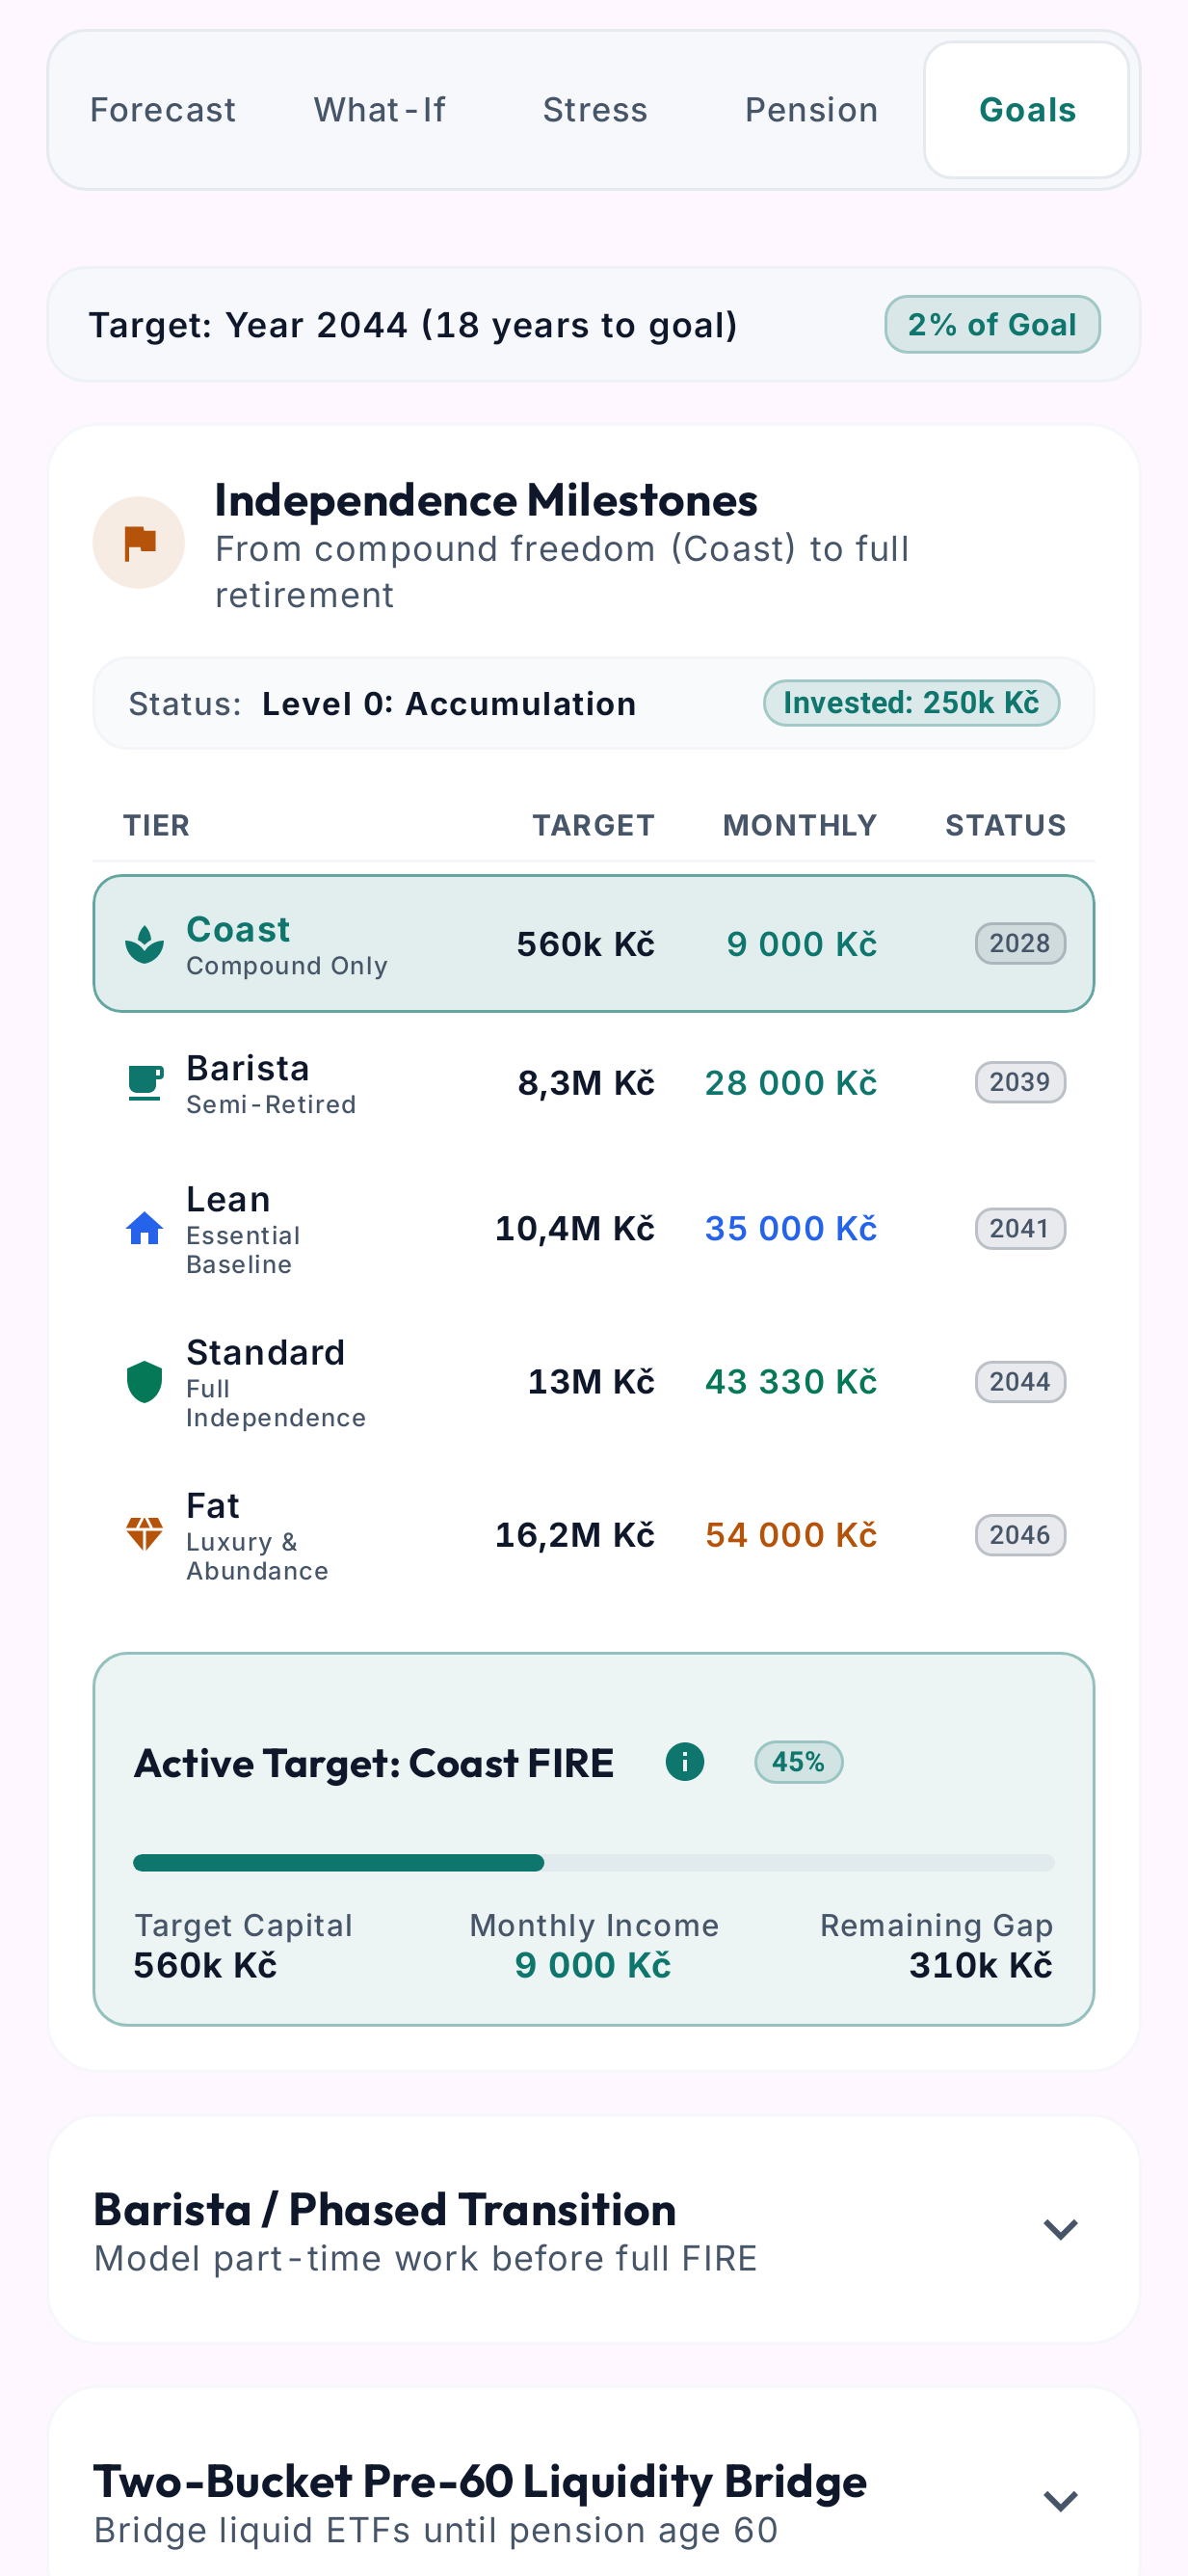 Forecast What-If Stress Pension Goals
Target: Year 2044 (18 years to goal) 2% of Goal
Independence Milestones
From compound freedom (Coast) to full
retirement
Status: Level 0: Accumulation Invested: 250k Kč
TIER TARGET MONTHLY STATUS
Coast
Compound Only
560k Kč 9 000 Kč 2028
Barista
Semi-Retired
8,3M Kč 28 000 Kč 2039
Lean
Essential
Baseline
10,4M Kč 35 000 Kč 2041
Standard
Full
Independence
13M Kč 43 330 Kč 2044
Fat
Luxury &
Abundance
16,2M Kč 54 000 Kč 2046
Active Target: Coast FIRE 45%
Target Capital Monthly Income Remaining Gap
560k Kč 9 000 Kč 310k Kč
Barista / Phased Transition
Model part-time work before full FIRE
Two-Bucket Pre-60 Liquidity Bridge
Bridge liquid ETFs until pension age 60